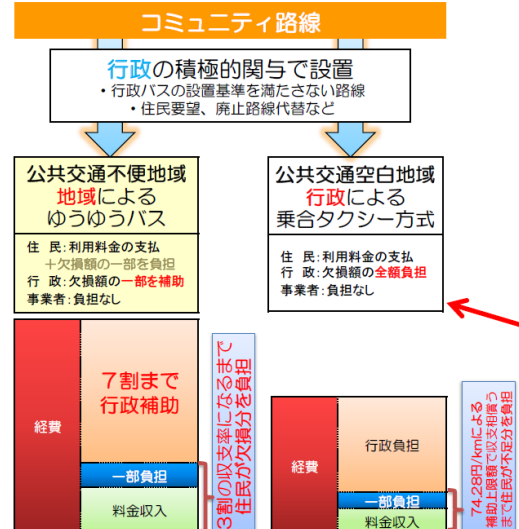 コミュニティ路線
行政の積極的関与で設置
・行政バスの設置基準を満たさない路線
・住民要望、廃止路線代替など
公共交通不便地域
地域による
ゆうゆうバス
住　民:利用料金の支払
＋欠損額の一部を負担
行　政:欠損額の一部を補助
事業者:負担なし
公共交通空白地域
行政による
乗合タクシー方式
住　民:利用料金の支払
行　政:欠損額の全額負担
事業者:負担なし
経費
7割まで
行政補助
一部負担
料金収入
3割の収支率になるまで
住民が欠損分を負担
経費
行政負担
一部負担
料金収入
74.28円/kmによる
補助上限額で収支相償う
まで住民が不足分を負担